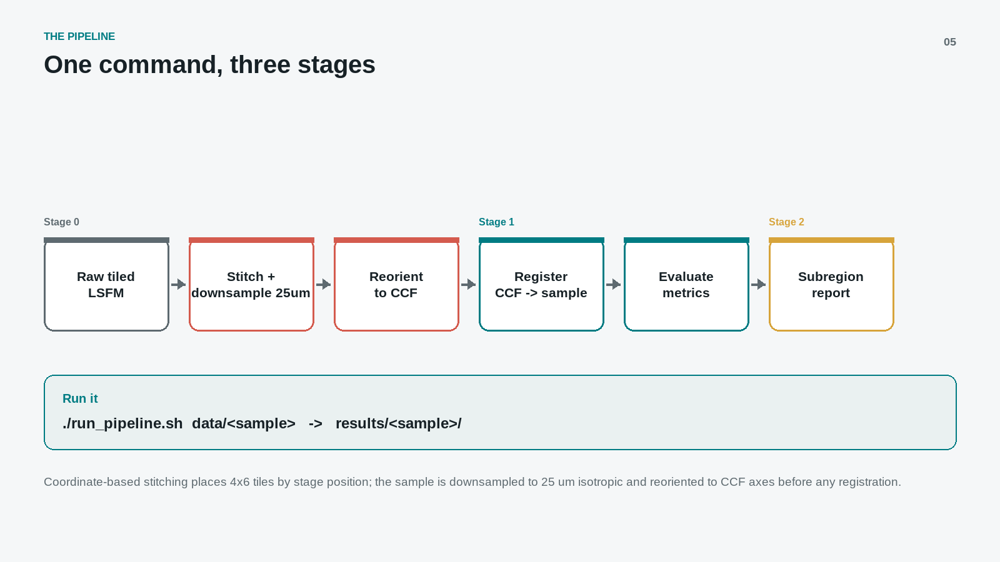 THE PIPELINE
05
One command, three stages
Stage 0
Stage 1
Stage 2
Raw tiled
LSFM
Stitch +
downsample 25um
Reorient
to CCF
Register
CCF -> sample
Evaluate
metrics
Subregion
report
Run it
./run_pipeline.sh  data/<sample>   ->   results/<sample>/
Coordinate-based stitching places 4x6 tiles by stage position; the sample is downsampled to 25 um isotropic and reoriented to CCF axes before any registration.